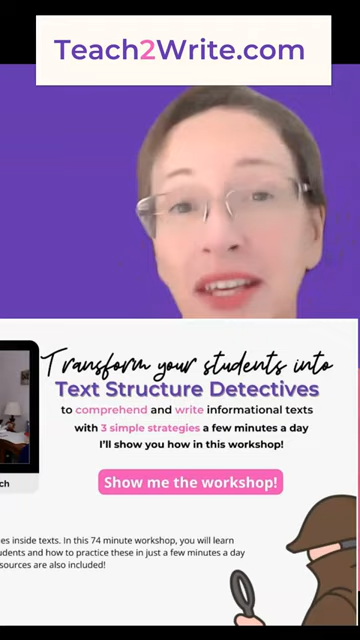 Teach2Write.com
Transform your students into
Text Structure Detectives
to comprehend and write informational texts
with 3 simple strategies a few minutes a day
I'll show you how in this workshop!
ch
Show me the workshop!
es inside texts. In this 74 minute workshop, you will learn
udents and how to practice these in just a few minutes a day
sources are also included!